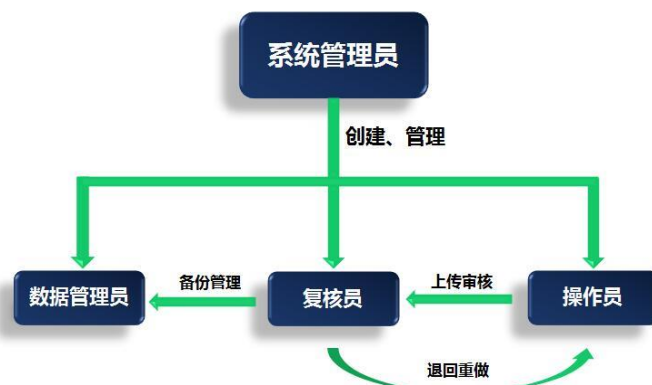 系统管理员
创建、管理
数据管理员
备份管理
复核员
上传审核
操作员
退回重做